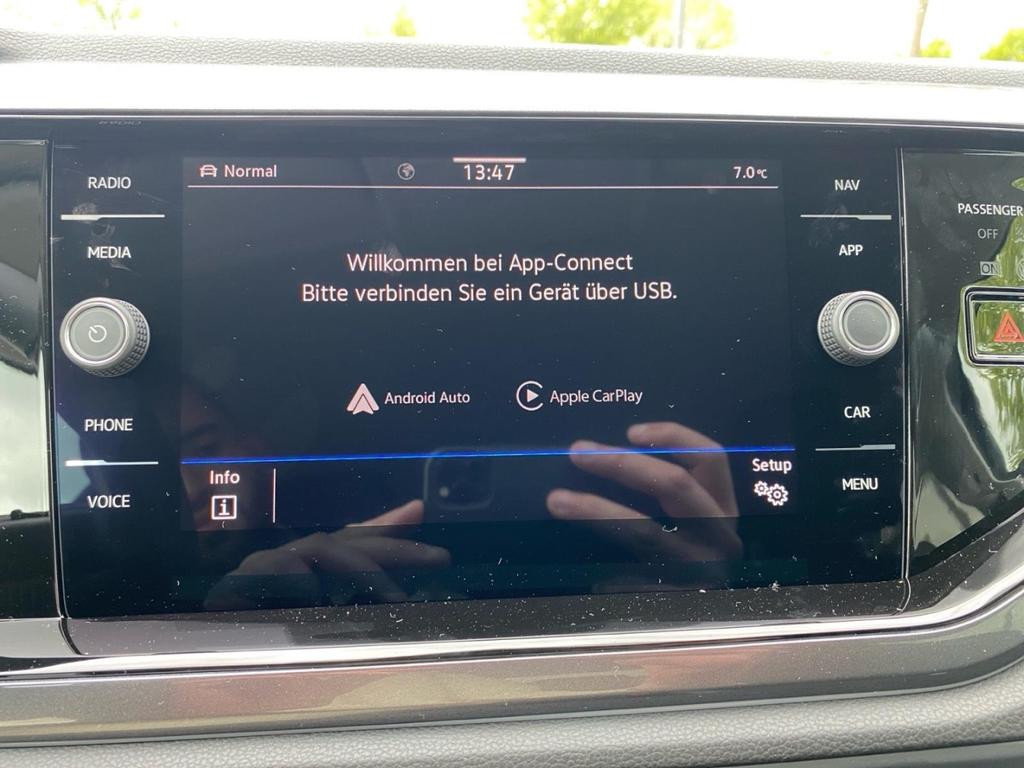 RADIO
MEDIA
PHONE
VOICE
Normal
13:47
7.0°C
Willkommen bei App-Connect
Bitte verbinden Sie ein Gerät über USB.
Android Auto
Apple CarPlay
Info
i
Setup
NAV
APP
CAR
MENU
PASSENGER
OFF
ON